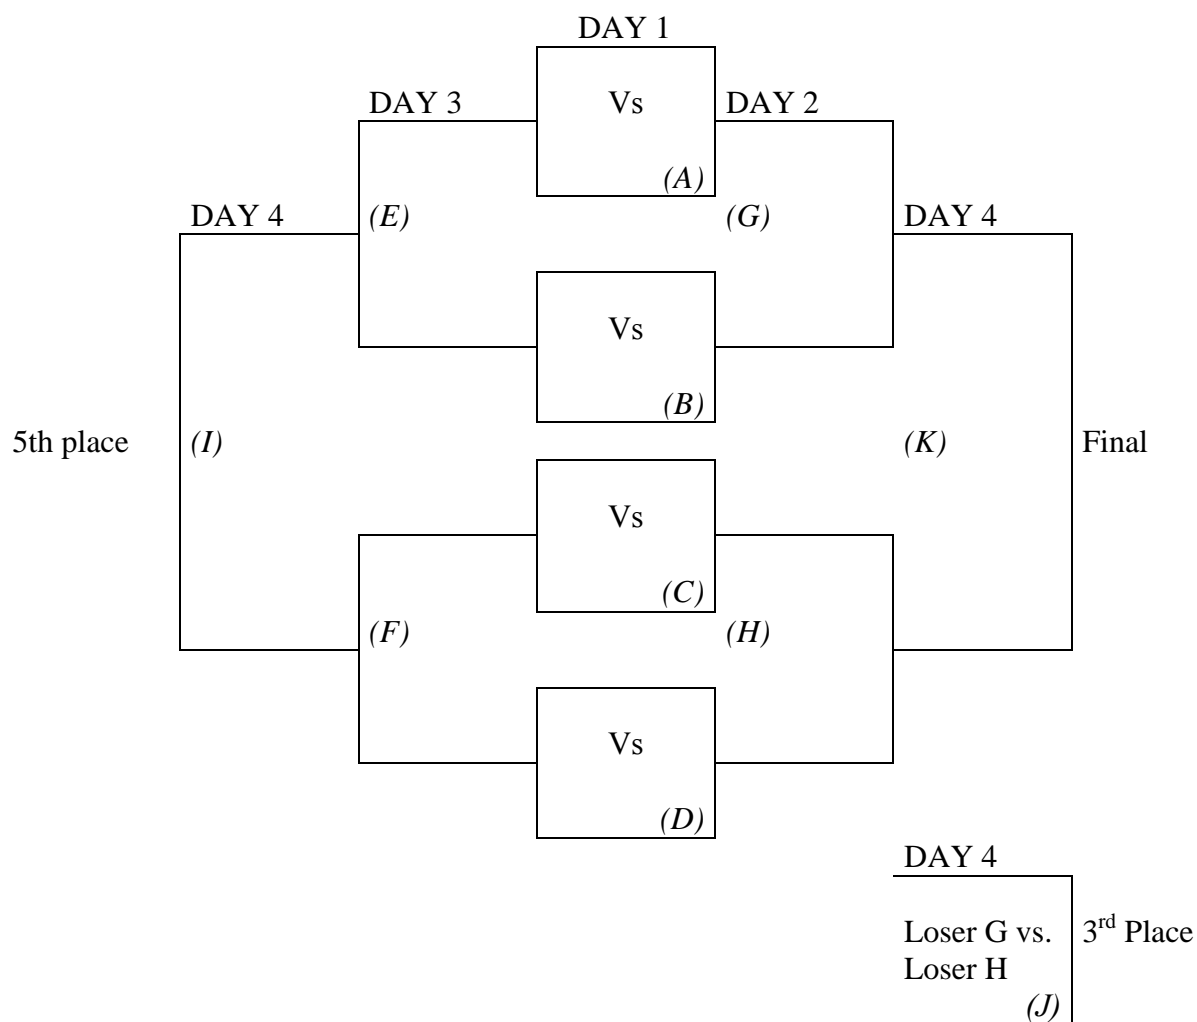 DAY 1
DAY 3
Vs
DAY 2
(A)
DAY 4
(E)
(G)
DAY 4
Vs
(B)
5th place
(I)
(K)
Final
Vs
(C)
(F)
(H)
Vs
(D)
DAY 4
Loser G vs.
3rd Place
Loser H
(J)